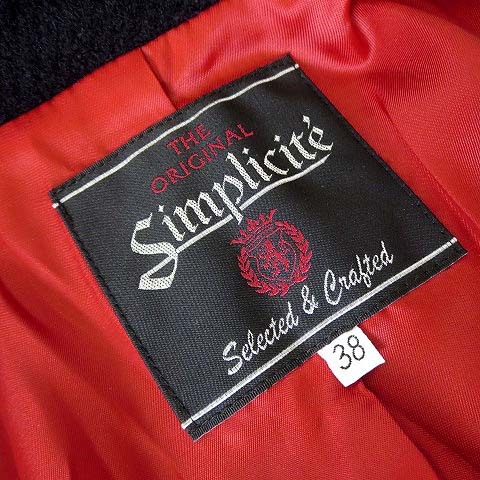 THE
ORIGINAL
Simplicité
Selected & Crafted
38